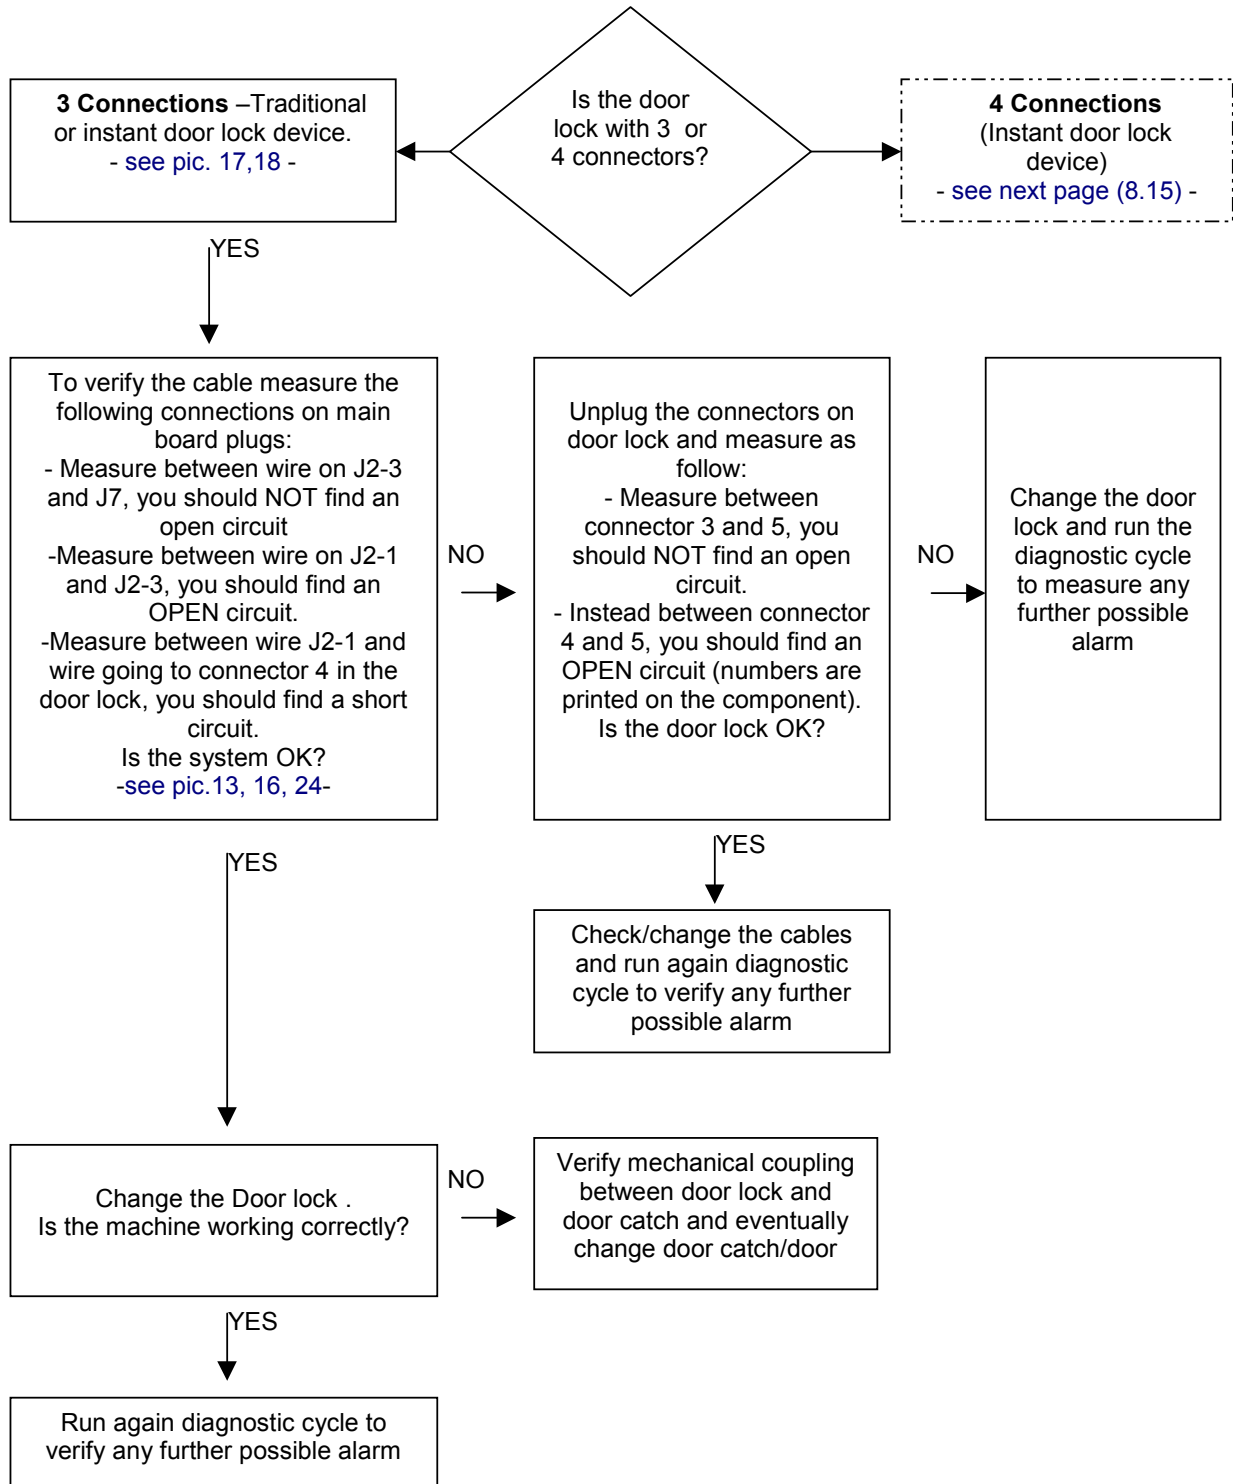 3 Connections –Traditional
or instant door lock device.
- see pic. 17,18 -
Is the door
lock with 3 or
4 connectors?
4 Connections
(Instant door lock
device)
- see next page (8.15) -
YES
To verify the cable measure the
following connections on main
board plugs:
- Measure between wire on J2-3
and J7, you should NOT find an
open circuit
-Measure between wire on J2-1
and J2-3, you should find an
OPEN circuit.
-Measure between wire J2-1 and
wire going to connector 4 in the
door lock, you should find a short
circuit.
Is the system OK?
-see pic.13, 16, 24-
NO
Unplug the connectors on
door lock and measure as
follow:
- Measure between
connector 3 and 5, you
should NOT find an open
circuit.
- Instead between connector
4 and 5, you should find an
OPEN circuit (numbers are
printed on the component).
Is the door lock OK?
NO
Change the door
lock and run the
diagnostic cycle
to measure any
further possible
alarm
YES
YES
Check/change the cables
and run again diagnostic
cycle to verify any further
possible alarm
Change the Door lock .
Is the machine working correctly?
NO
Verify mechanical coupling
between door lock and
door catch and eventually
change door catch/door
YES
Run again diagnostic cycle to
verify any further possible alarm